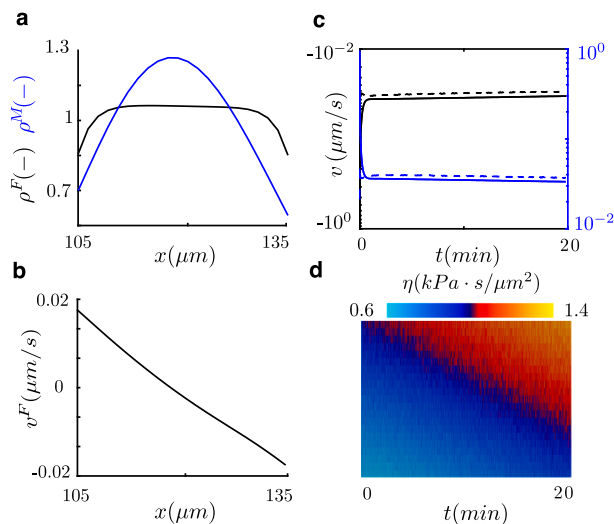 a
1.3
1
0.7
ρ^F(−) ρ^M(−)
105
135
x(μm)
b
0.02
0
-0.02
v^F(μm/s)
105
135
x(μm)
c
-10^-2
-10^0
v (μm/s)
10^0
10^-2
0
20
t(min)
d
η(kPa · s/μm^2)
0.6
1.4
0
20
t(min)